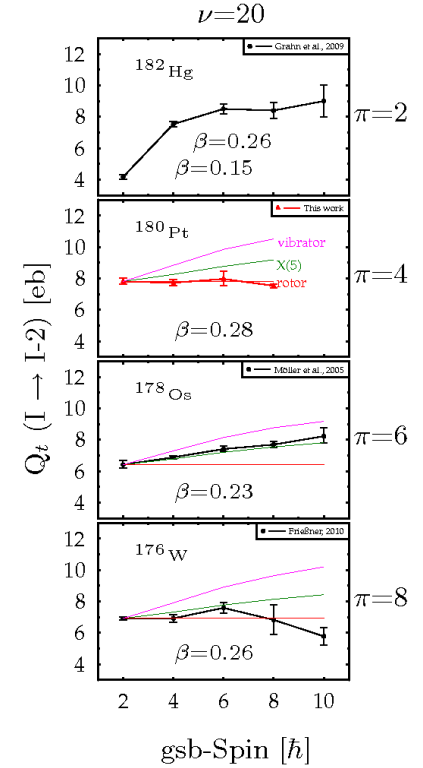 ν=20
Grahn et al., 2009
182Hg
β=0.26
β=0.15
π=2
12
10
8
6
4
This work
180Pt
vibrator
X(5)
rotor
β=0.28
π=4
12
10
8
6
4
Möller et al., 2005
178Os
β=0.23
π=6
12
10
8
6
4
Frießner, 2010
176W
β=0.26
π=8
12
10
8
6
4
2 4 6 8 10
Qt (I → I-2) [eb]
gsb-Spin [ħ]